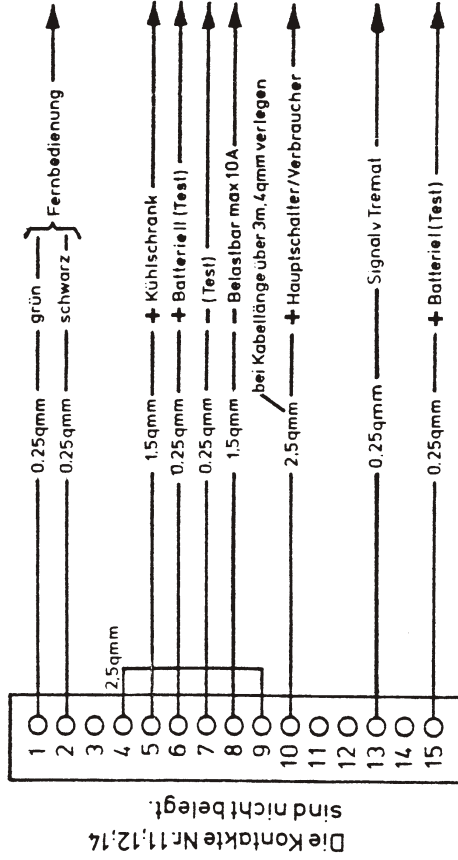 1 0,25qmm grün
2 0,25qmm schwarz
Fernbedienung
3
4 2,5qmm
5 1,5qmm + Kühlschrank
6 0,25qmm + Batterie II (Test)
7 0,25qmm – (Test)
8 1,5qmm – Belastbar max 10A
9
bei Kabellänge über 3m, 4qmm verlegen
10 2,5qmm + Hauptschalter/Verbraucher
11
12
13 0,25qmm Signal v Tremat
14
15 0,25qmm + Batterie I (Test)
Die Kontakte Nr. 11; 12; 14
sind nicht belegt.